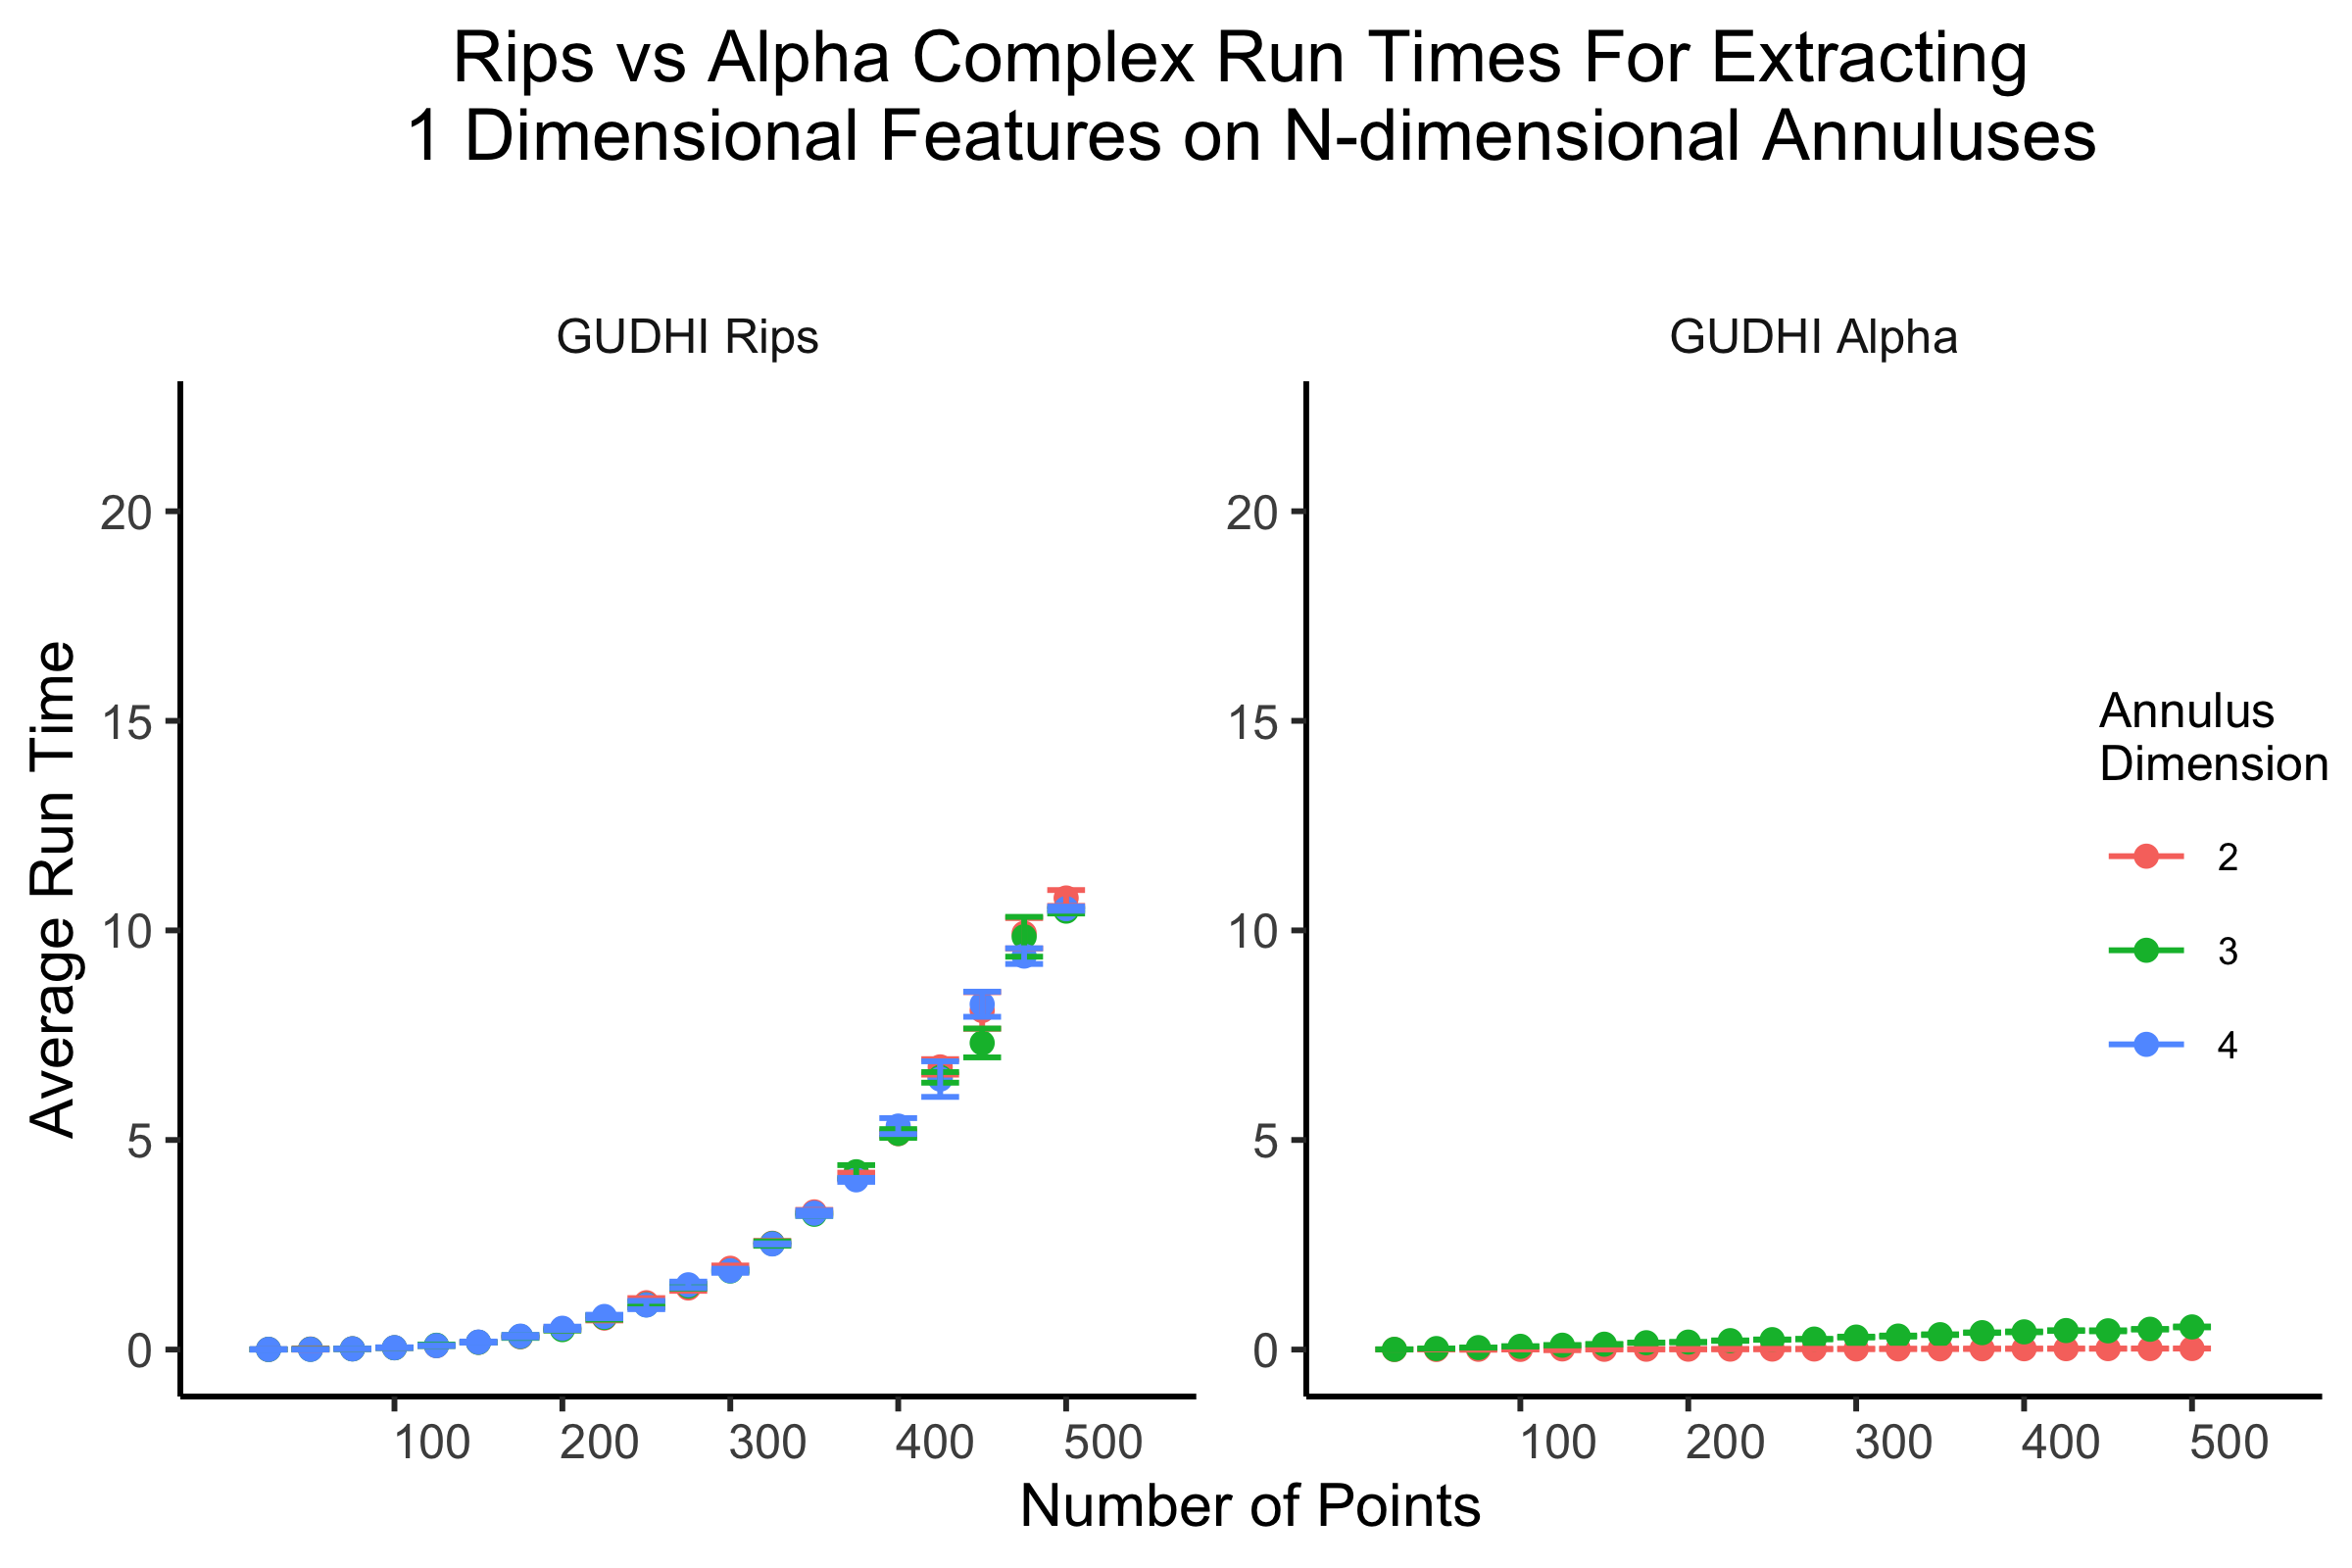 Rips vs Alpha Complex Run Times For Extracting
1 Dimensional Features on N-dimensional Annuluses
GUDHI Rips
GUDHI Alpha
Average Run Time
20
15
10
5
0
20
15
10
5
0
100 200 300 400 500
100 200 300 400 500
Number of Points
Annulus
Dimension
2
3
4